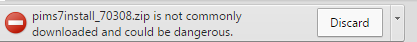 pims7install_70308.zip is not commonly
downloaded and could be dangerous.
Discard